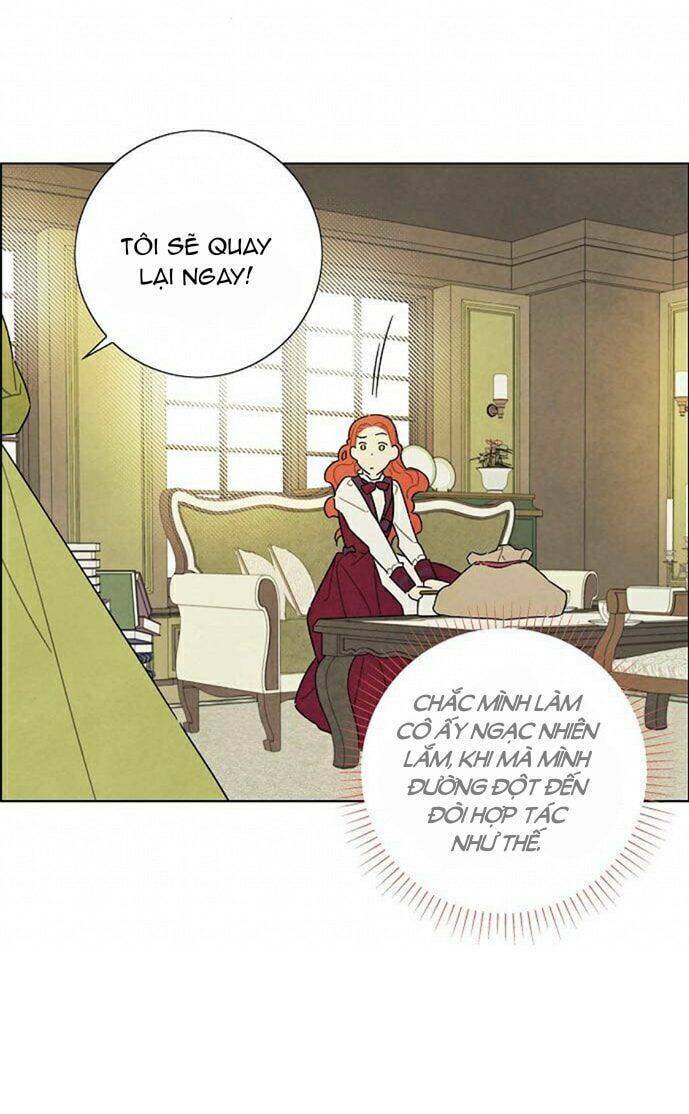 TÔI SẼ QUAY
LẠI NGAY!
CHẮC MÌNH LÀM
CÔ ẤY NGẠC NHIÊN
LẮM, KHI MÀ MÌNH
ĐƯỜNG ĐỘT ĐẾN
ĐÒI HỢP TÁC
NHƯ THẾ.